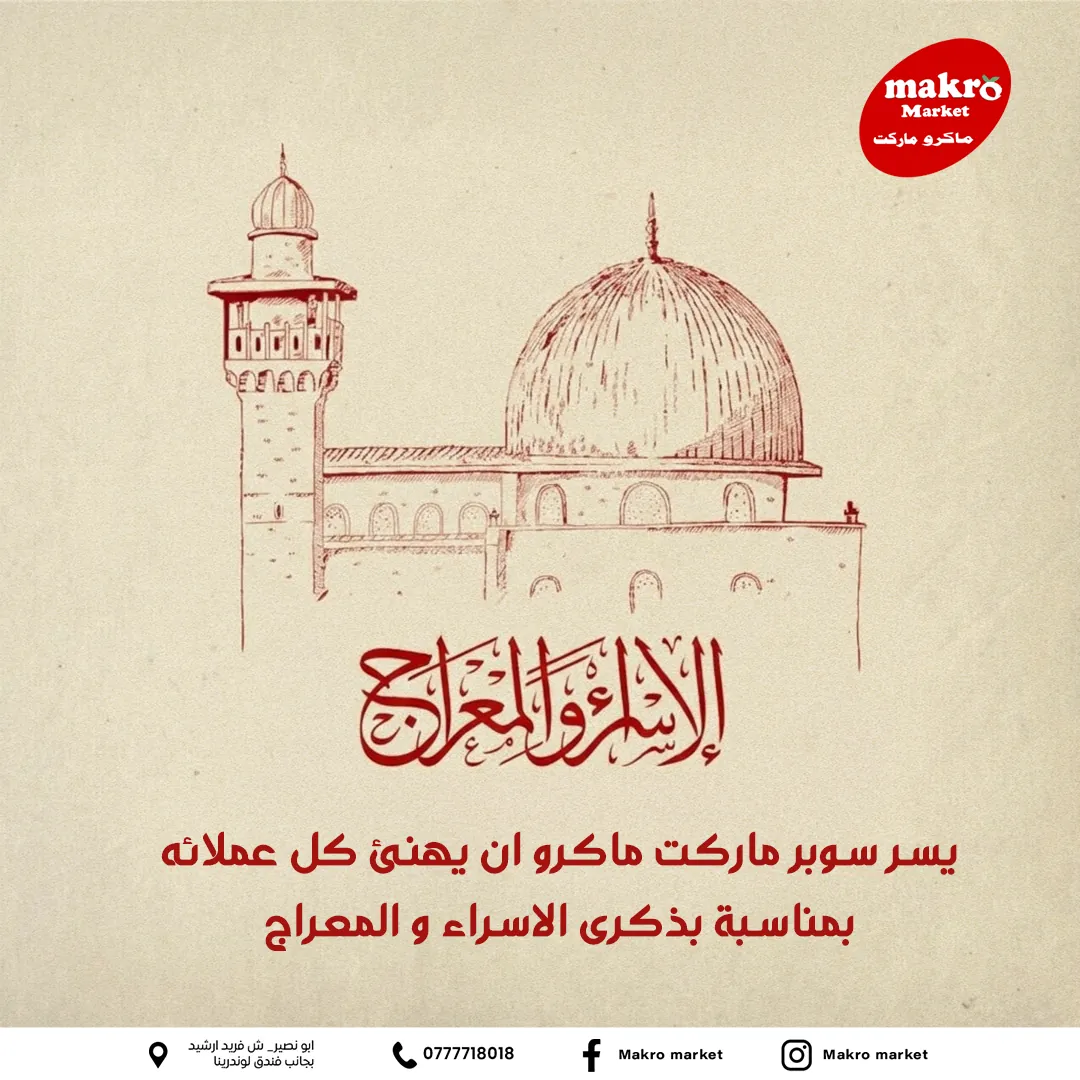 makro
Market
ماكرو ماركت
الإسراء والمعراج
يسر سوبر ماركت ماكرو ان يهنئ كل عملائه
بمناسبة بذكرى الاسراء و المعراج
ابو نصير_ ش فريد ارشيد
بجانب فندق لوندرينا
0777718018
Makro market
Makro market